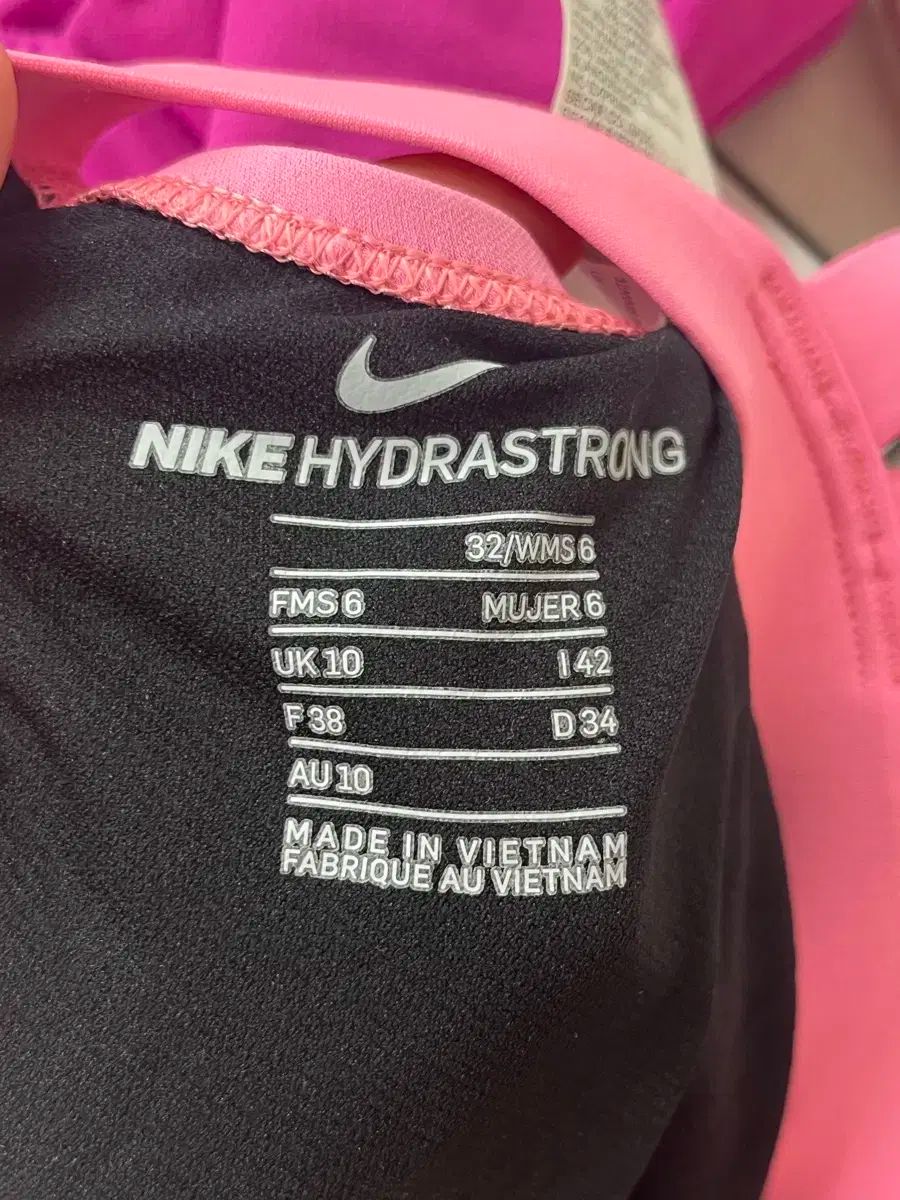 NIKE HYDRASTRONG
32/WMS 6
FMS 6 MUJER 6
UK 10 I 42
F 38 D 34
AU 10
MADE IN VIETNAM
FABRIQUE AU VIETNAM